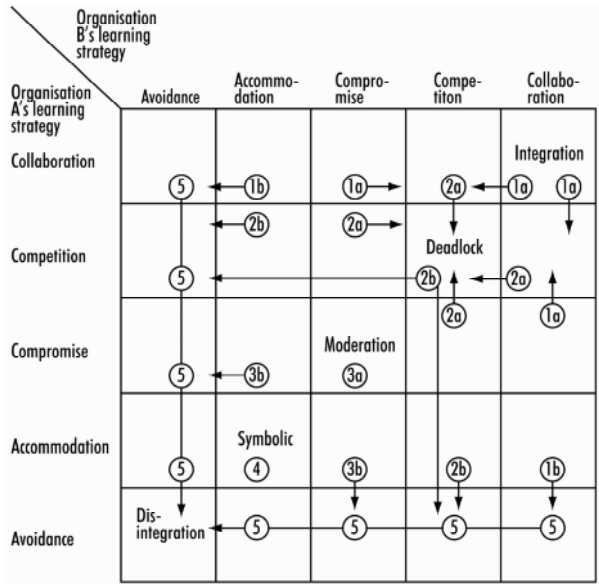 Organisation
B's learning
strategy
Organisation
A's learning
strategy
Avoidance
Accommo-
dation
Compro-
mise
Compe-
titon
Collabo-
ration
Collaboration
Integration
5
1b
1a
2a
1a
1a
2b
2a
Competition
Deadlock
5
2b
2a
2a
1a
Compromise
Moderation
5
3b
3a
Accommodation
Symbolic
5
4
3b
2b
1b
Avoidance
Dis-
integration
5
5
5
5